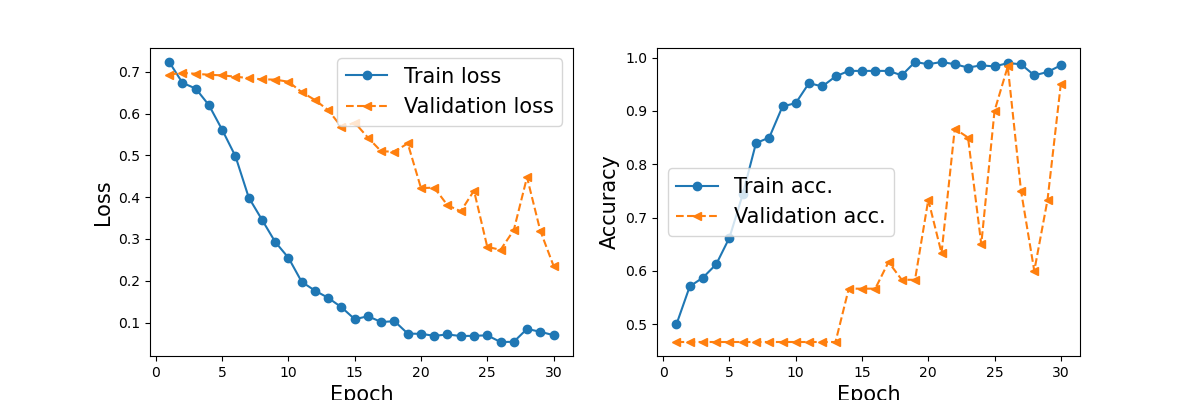 Train loss
Validation loss
Loss
0.7
0.6
0.5
0.4
0.3
0.2
0.1
0 5 10 15 20 25 30
Epoch
Train acc.
Validation acc.
Accuracy
1.0
0.9
0.8
0.7
0.6
0.5
0 5 10 15 20 25 30
Epoch